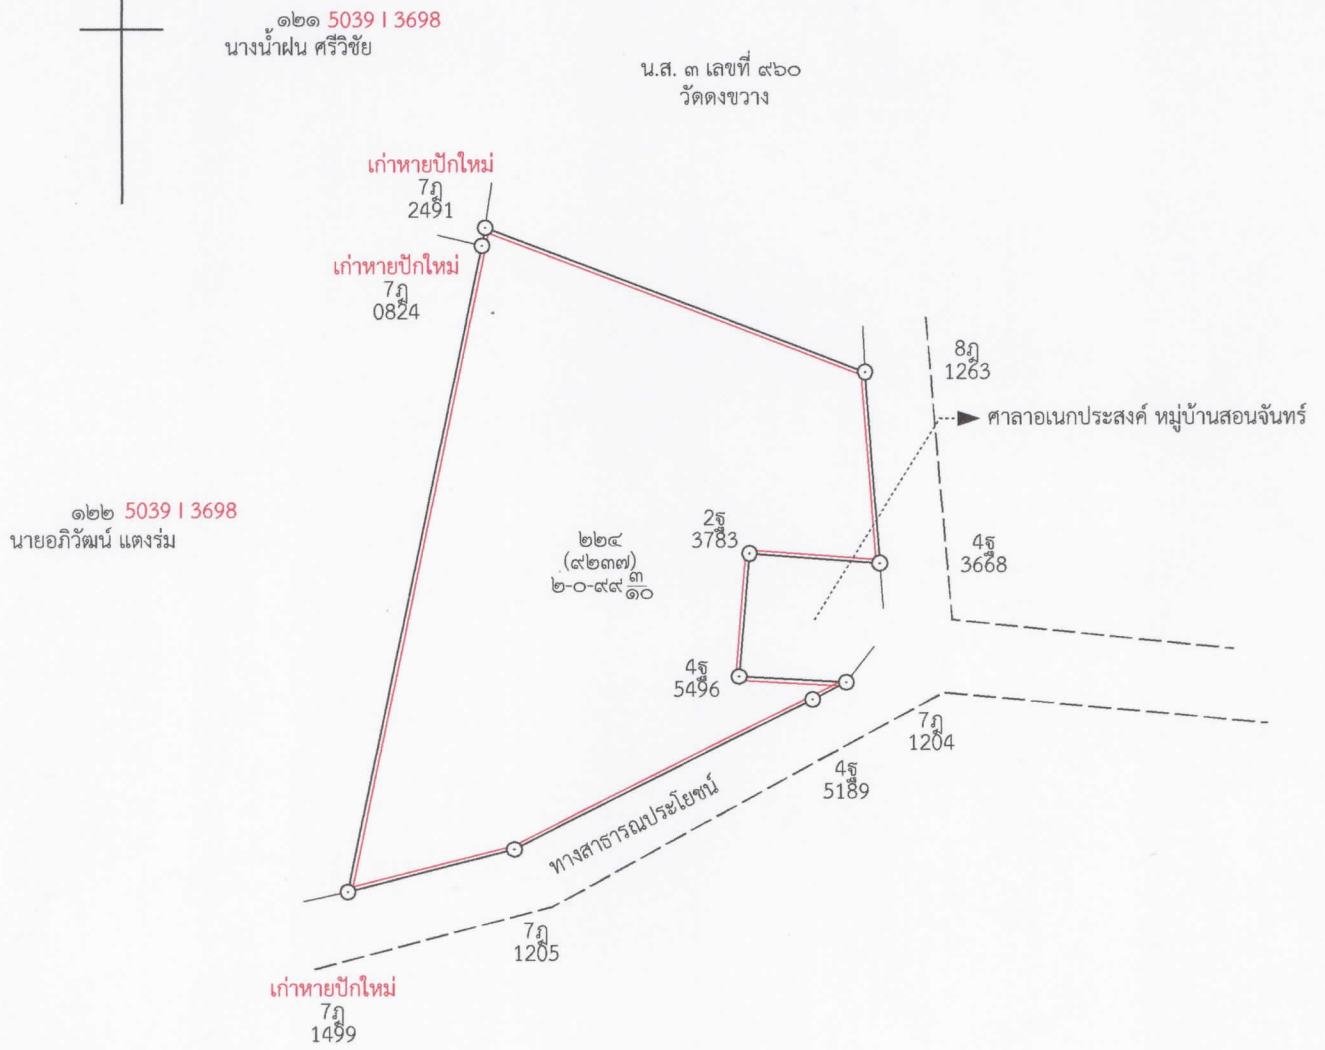 ๑๒๑ 5039 I 3698
นางน้ำฝน ศรีวิชัย
น.ส. ๓ เลขที่ ๙๖๐
วัดดงขวาง
เก่าหายปักใหม่
7ฎ
2491
เก่าหายปักใหม่
7ฎ
0824
8ฎ
1263
ศาลาอเนกประสงค์ หมู่บ้านสอนจันทร์
๑๒๒ 5039 I 3698
นายอภิวัฒน์ แตงร่ม
๒๒๔
(๙๒๓๗)
๒-๐-๙๙ ๓/๑๐
2ฐ
3783
4ฐ
3668
4ฐ
5496
7ฎ
1204
4ฐ
5189
ทางสาธารณประโยชน์
7ฎ
1205
เก่าหายปักใหม่
7ฎ
1499